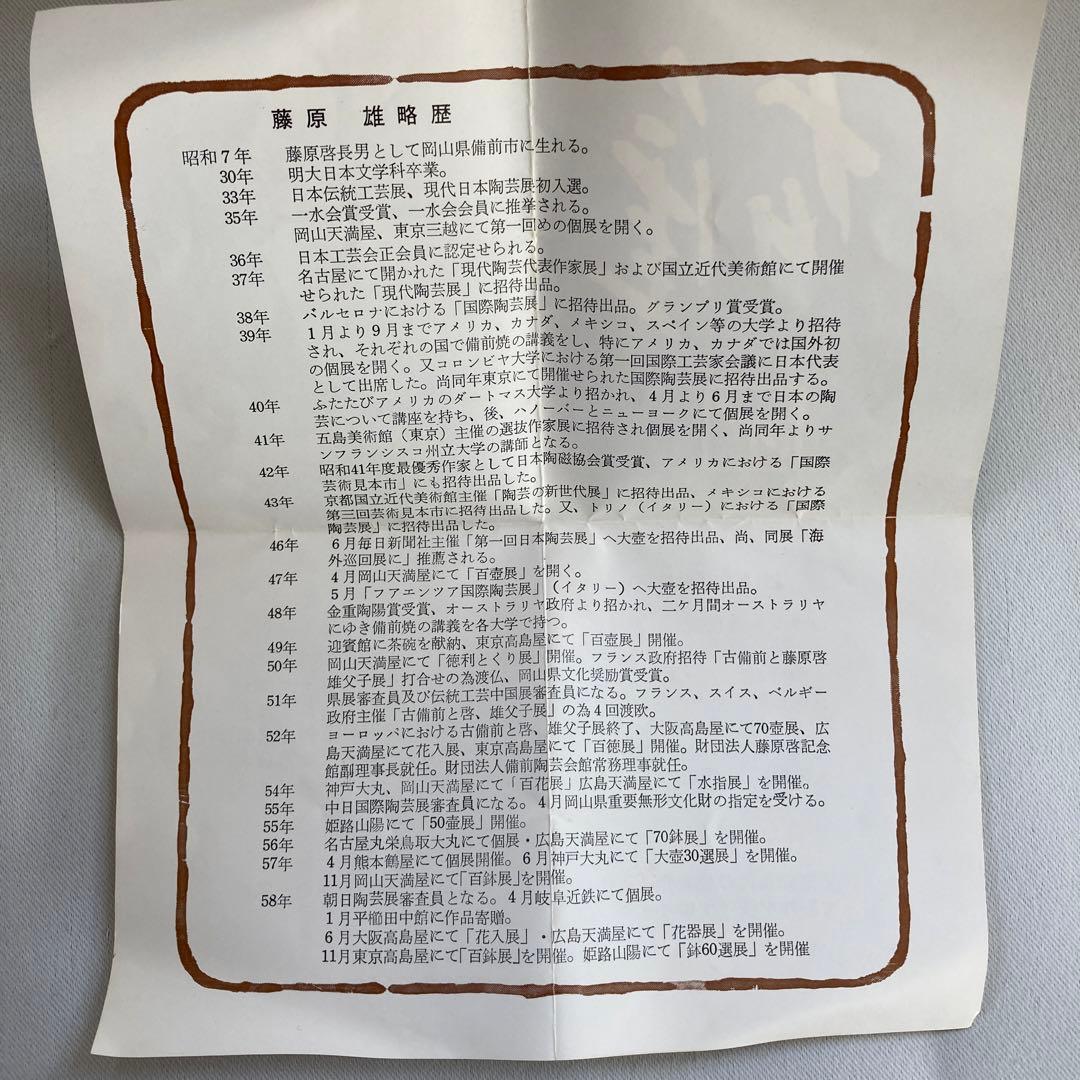 藤原 雄略歴
昭和7年 藤原啓長男として岡山県備前市に生れる。
30年 明大日本文学科卒業。
33年 日本伝統工芸展、現代日本陶芸展初入選。
35年 一水会賞受賞、一水会会員に推挙される。
岡山天満屋、東京三越にて第一回めの個展を開く。
36年 日本工芸会正会員に認定せられる。
37年 名古屋にて開かれた「現代陶芸代表作家展」および国立近代美術館にて開催
せられた「現代陶芸展」に招待出品。
38年 バルセロナにおける「国際陶芸展」に招待出品。グランプリ賞受賞。
39年 1月より9月までアメリカ、カナダ、メキシコ、スペイン等の大学より招待
され、それぞれの国で備前焼の講義をし、特にアメリカ、カナダでは国外初
の個展を開く。又コロンビヤ大学における第一回国際工芸家会議に日本代表
として出席した。尚同年東京にて開催せられた国際陶芸展に招待出品する。
40年 ふたたびアメリカのダートマス大学より招かれ、4月より6月まで日本の陶
芸について講座を持ち、後、ハノーバーとニューヨークにて個展を開く。
41年 五島美術館(東京)主催の選抜作家展に招待され個展を開く、尚同年よりサ
ンフランシスコ州立大学の講師となる。
42年 昭和41年度最優秀作家として日本陶磁協会賞受賞、アメリカにおける「国際
芸術見本市」にも招待出品した。
43年 京都国立近代美術館主催「陶芸の新世代展」に招待出品、メキシコにおける
第三回芸術見本市に招待出品した。又、トリノ(イタリー)における「国際
陶芸展」に招待出品した。
46年 6月毎日新聞社主催「第一回日本陶芸展」へ大壺を招待出品、尚、同展「海
外巡回展に」推薦される。
47年 4月岡山天満屋にて「百壺展」を開く。
5月「フアエンツア国際陶芸展」(イタリー)へ大壺を招待出品。
48年 金重陶陽賞受賞、オーストラリヤ政府より招かれ、二ケ月間オーストラリヤ
にゆき備前焼の講義を各大学で持つ。
49年 迎賓館に茶碗を献納、東京高島屋にて「百壺展」開催。
50年 岡山天満屋にて「徳利とくり展」開催。フランス政府招待「古備前と藤原啓
雄父子展」打合せの為渡仏、岡山県文化奨励賞受賞。
51年 県展審査員及び伝統工芸中国展審査員になる。フランス、スイス、ベルギー
政府主催「古備前と啓、雄父子展」の為4回渡欧。
52年 ヨーロッパにおける古備前と啓、雄父子展終了、大阪高島屋にて70壺展、広
島天満屋にて花入展、東京高島屋にて「百徳展」開催。財団法人藤原啓記念
館副理事長就任。財団法人備前陶芸会館常務理事就任。
54年 神戸大丸、岡山天満屋にて「百花展」広島天満屋にて「水指展」を開催。
55年 中日国際陶芸展審査員になる。4月岡山県重要無形文化財の指定を受ける。
55年 姫路山陽にて「50壺展」開催。
56年 名古屋丸栄鳥取大丸にて個展・広島天満屋にて「70鉢展」を開催。
57年 4月熊本鶴屋にて個展開催。6月神戸大丸にて「大壺30選展」を開催。
11月岡山天満屋にて「百鉢展」を開催。
58年 朝日陶芸展審査員となる。4月岐阜近鉄にて個展。
1月平櫛田中館に作品寄贈。
6月大阪高島屋にて「花入展」・広島天満屋にて「花器展」を開催。
11月東京高島屋にて「百鉢展」を開催。姫路山陽にて「鉢60選展」を開催